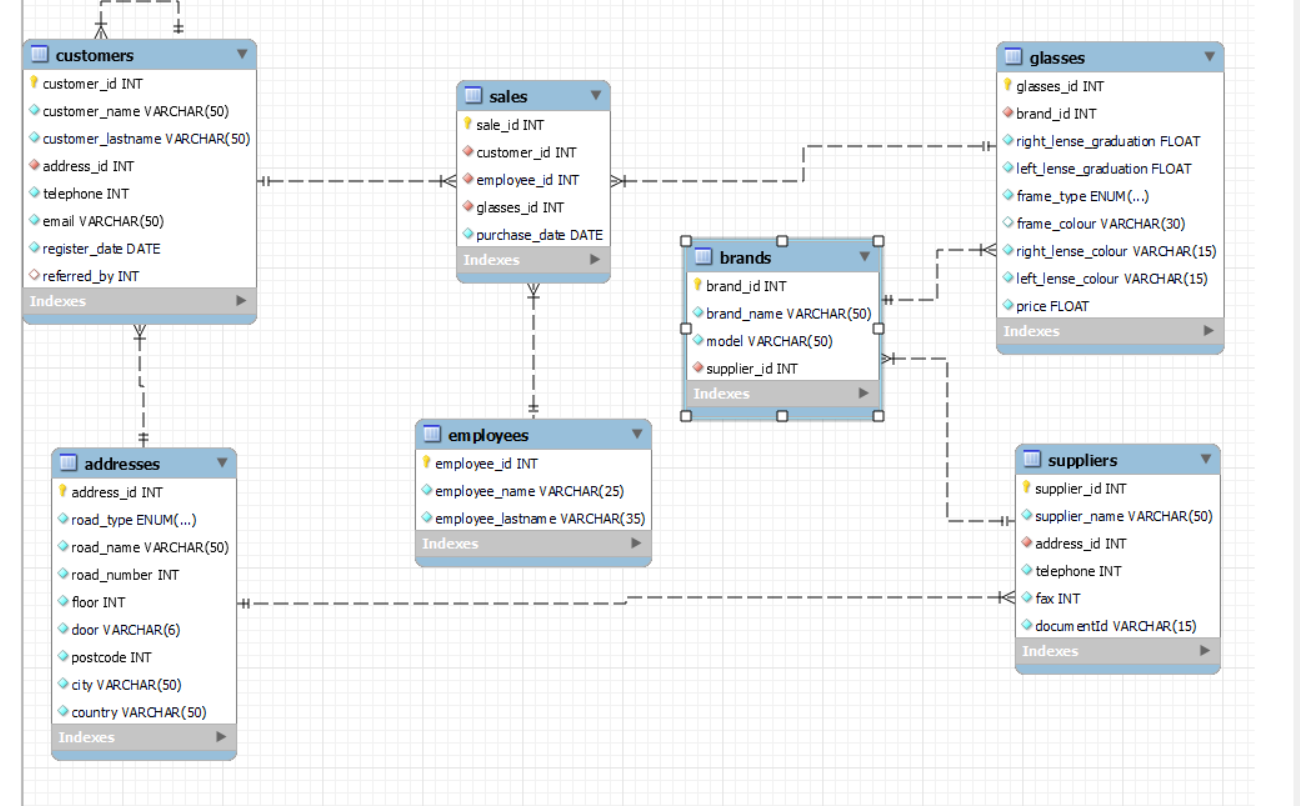 customers
customer_id INT
customer_name VARCHAR(50)
customer_lastname VARCHAR(50)
address_id INT
telephone INT
email VARCHAR(50)
register_date DATE
referred_by INT
Indexes
sales
sale_id INT
customer_id INT
employee_id INT
glasses_id INT
purchase_date DATE
Indexes
glasses
glasses_id INT
brand_id INT
right_lense_graduation FLOAT
left_lense_graduation FLOAT
frame_type ENUM(...)
frame_colour VARCHAR(30)
right_lense_colour VARCHAR(15)
left_lense_colour VARCHAR(15)
price FLOAT
Indexes
brands
brand_id INT
brand_name VARCHAR(50)
model VARCHAR(50)
supplier_id INT
Indexes
addresses
address_id INT
road_type ENUM(...)
road_name VARCHAR(50)
road_number INT
floor INT
door VARCHAR(6)
postcode INT
city VARCHAR(50)
country VARCHAR(50)
Indexes
employees
employee_id INT
employee_name VARCHAR(25)
employee_lastname VARCHAR(35)
Indexes
suppliers
supplier_id INT
supplier_name VARCHAR(50)
address_id INT
telephone INT
fax INT
documentId VARCHAR(15)
Indexes